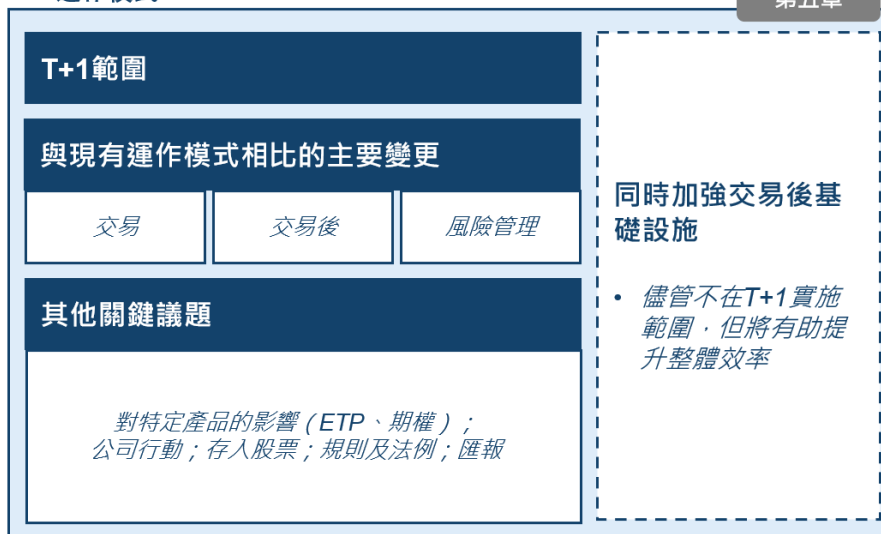 第五章
T+1範圍
與現有運作模式相比的主要變更
交易
交易後
風險管理
其他關鍵議題
對特定產品的影響（ETP、期權）；
公司行動；存入股票；規則及法例；匯報
同時加強交易後基
礎設施
• 儘管不在T+1實施
範圍，但將有助提
升整體效率